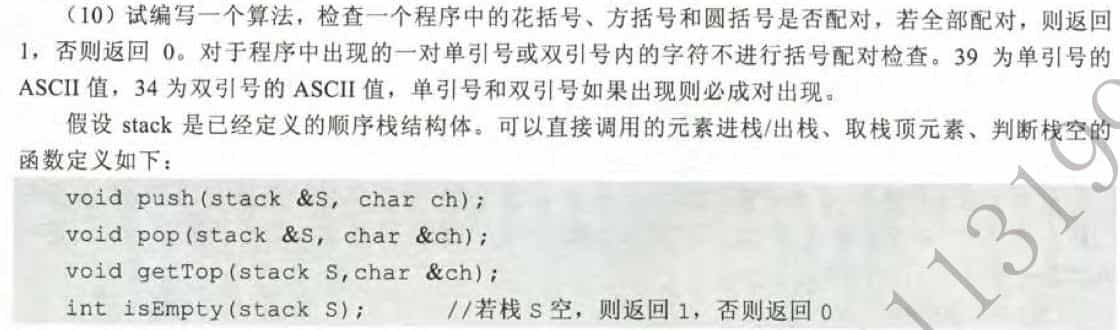 （10）试编写一个算法，检查一个程序中的花括号、方括号和圆括号是否配对，若全部配对，则返回
1，否则返回 0。对于程序中出现的一对单引号或双引号内的字符不进行括号配对检查。39 为单引号的
ASCII 值，34 为双引号的 ASCII 值，单引号和双引号如果出现则必成对出现。
假设 stack 是已经定义的顺序栈结构体。可以直接调用的元素进栈/出栈、取栈顶元素、判断栈空的
函数定义如下：
void push(stack &S, char ch);
void pop(stack &S, char &ch);
void getTop(stack S,char &ch);
int isEmpty(stack S); //若栈 S 空，则返回 1，否则返回 0
113190